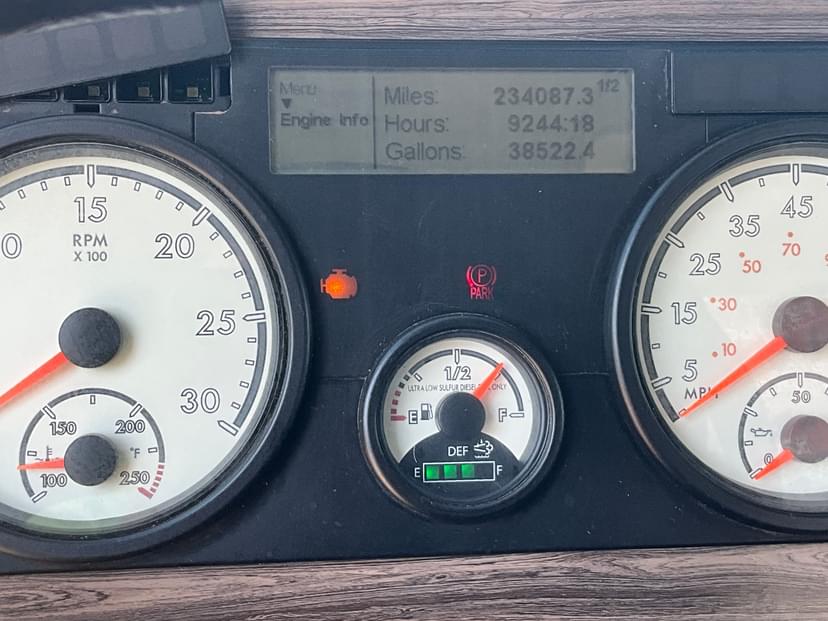 Menu
▼
Engine Info
Miles: 234087.3 1/2
Hours: 9244:18
Gallons: 38522.4
15
20
25
30
RPM
X 100
100
150
200
250
°F
P
PARK
1/2
ULTRA LOW SULFUR DIESEL FUEL ONLY
E
F
DEF
E
F
5
15
25
35
45
10
30
50
70
MPH
0
50